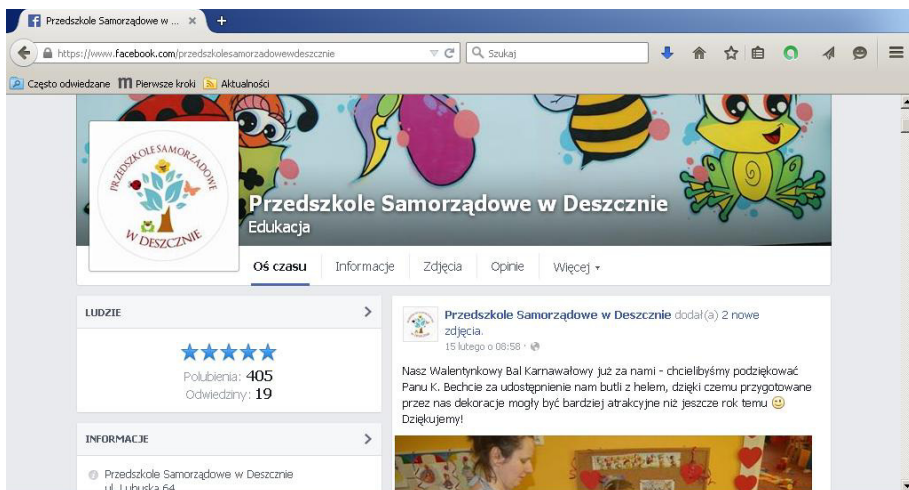 Przedszkole Samorządowe w ...
https://www.facebook.com/przedszkolesamorzadowewdeszcznie
Szukaj
Często odwiedzane Pierwsze kroki Aktualności
PRZEDSZKOLE SAMORZĄDOWE
W DESZCZNIE
Przedszkole Samorządowe w Deszcznie
Edukacja
Oś czasu Informacje Zdjęcia Opinie Więcej
LUDZIE
Polubienia: 405
Odwiedziny: 19
INFORMACJE
Przedszkole Samorządowe w Deszcznie
ul. Lubuska 64
Przedszkole Samorządowe w Deszcznie dodał(a) 2 nowe
zdjęcia.
15 lutego o 08:58 ·
Nasz Walentynkowy Bal Karnawałowy już za nami - chcielibyśmy podziękować
Panu K. Bechcie za udostępnienie nam butli z helem, dzięki czemu przygotowane
przez nas dekoracje mogły być bardziej atrakcyjne niż jeszcze rok temu
Dziękujemy!